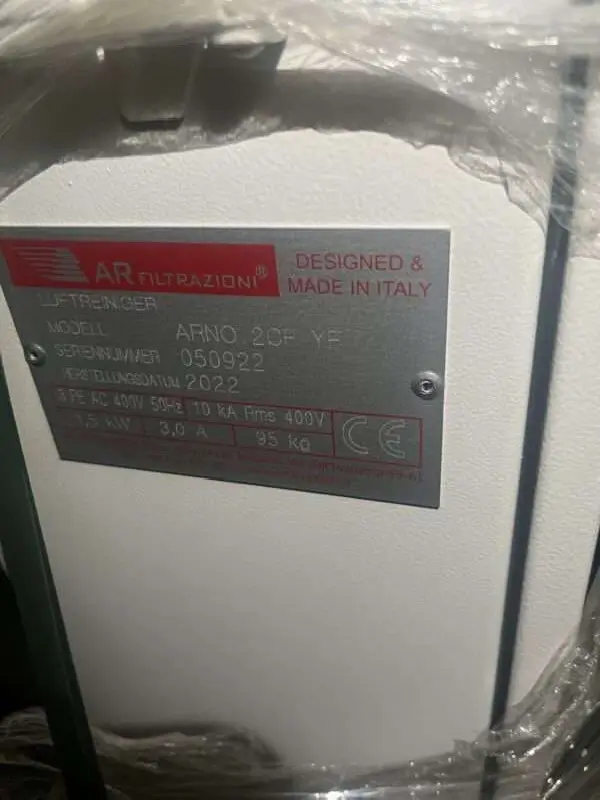 AR FILTRAZIONI®
DESIGNED &
MADE IN ITALY
LUFTREINIGER
MODELL ARNO 2CF YF
SERIENNUMMER 050922
HERSTELLUNGSDATUM 2022
3 PE AC 400V 50Hz 10 kA Rms 400V
1,5 kW 3,0 A 95 kg
CE